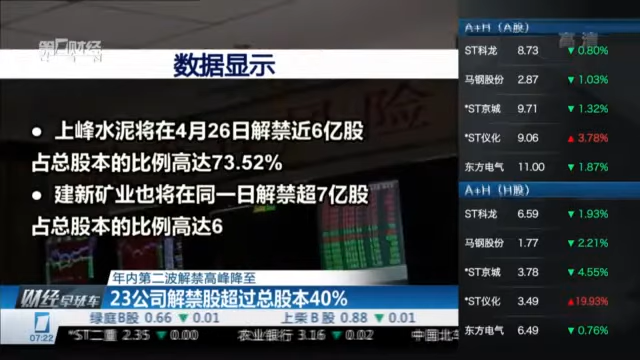 第一财经
高清
数据显示
● 上峰水泥将在4月26日解禁近6亿股
占总股本的比例高达73.52%
● 建新矿业也将在同一日解禁超7亿股
占总股本的比例高达6
年内第二波解禁高峰降至
财经早班车
23公司解禁股超过总股本40%
绿庭B股 0.66 ▼ 0.01 上柴B股 0.88 ▼ 0.01
07:22
*ST二重 2.35 ▼ 0.00 农业银行 3.16 ▼ 0.02 中国北车
A+H（A股）
ST科龙 8.73 ▼ 0.80%
马钢股份 2.87 ▼ 1.03%
*ST京城 9.71 ▼ 1.32%
*ST仪化 9.06 ▲ 3.78%
东方电气 11.00 ▼ 1.87%
A+H（H股）
ST科龙 6.59 ▼ 1.93%
马钢股份 1.77 ▼ 2.21%
*ST京城 3.78 ▼ 4.55%
*ST仪化 3.49 ▲ 19.93%
东方电气 6.49 ▼ 0.76%